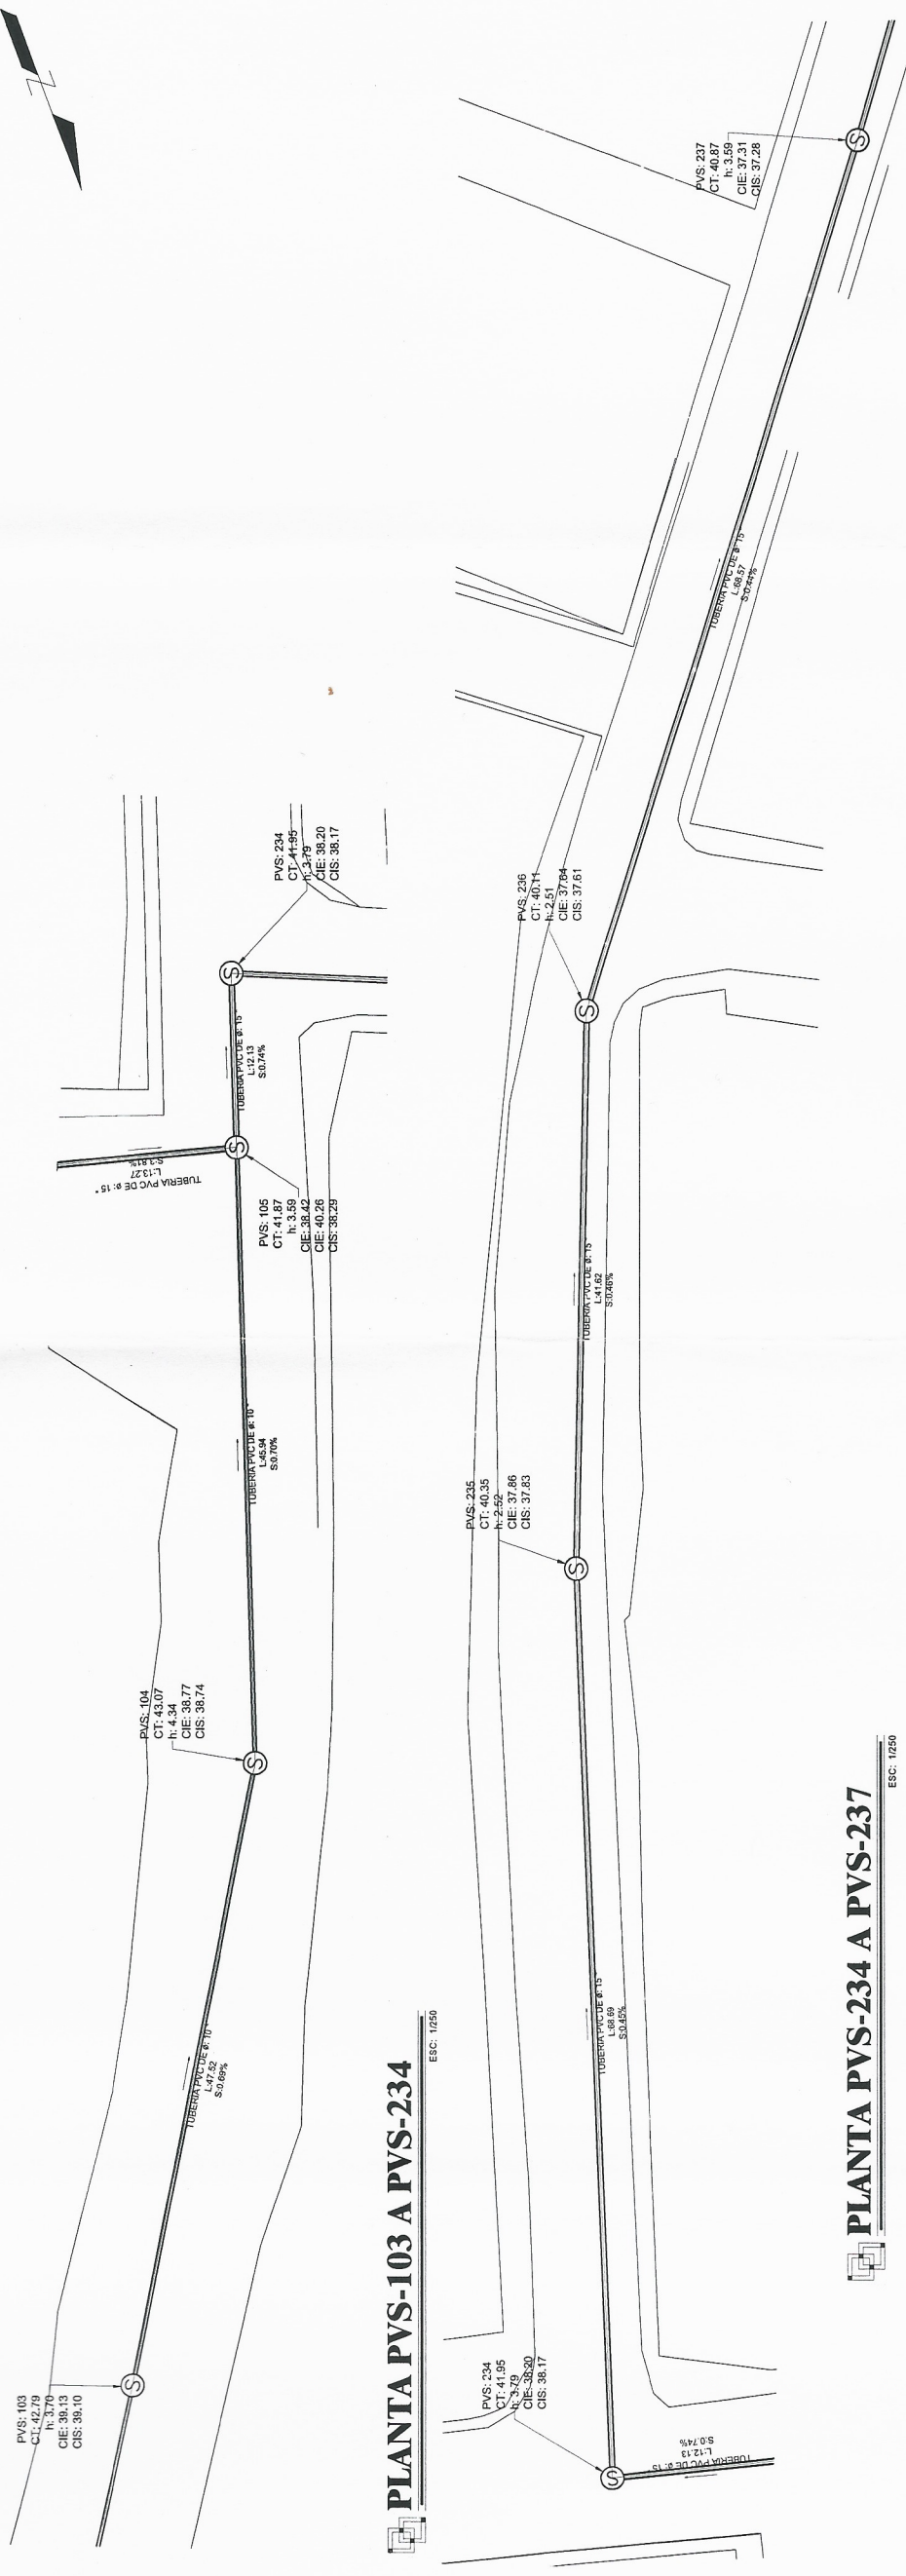 PVS: 103
CT: 42.79
h: 3.70
CIE: 39.13
CIS: 39.10
TUBERIA PVC DE ø: 10"
L:47.52
S:0.69%
PVS: 104
CT: 43.07
h: 4.34
CIE: 38.77
CIS: 38.74
TUBERIA PVC DE ø: 10"
L:45.94
S:0.70%
PVS: 105
CT: 41.87
h: 3.59
CIE: 38.42
CIE: 40.26
CIS: 38.29
TUBERIA PVC DE ø: 15"
L:13.27
S:3.81%
TUBERIA PVC DE ø: 15"
L:12.13
S:0.74%
PVS: 234
CT: 41.95
h: 3.79
CIE: 38.20
CIS: 38.17
PLANTA PVS-103 A PVS-234
ESC: 1/250
PVS: 234
CT: 41.95
h: 3.79
CIE: 38.20
CIS: 38.17
TUBERIA PVC DE ø: 15"
L:12.13
S:0.74%
TUBERIA PVC DE ø: 15"
L:68.69
S:0.45%
PVS: 235
CT: 40.35
h: 2.52
CIE: 37.86
CIS: 37.83
TUBERIA PVC DE ø: 15"
L:41.62
S:0.46%
PVS: 236
CT: 40.11
h: 2.51
CIE: 37.64
CIS: 37.61
TUBERIA PVC DE ø: 15"
L:68.57
S:0.44%
PVS: 237
CT: 40.87
h: 3.59
CIE: 37.31
CIS: 37.28
PLANTA PVS-234 A PVS-237
ESC: 1/250
S
S
S
S
S
S
S
S
N